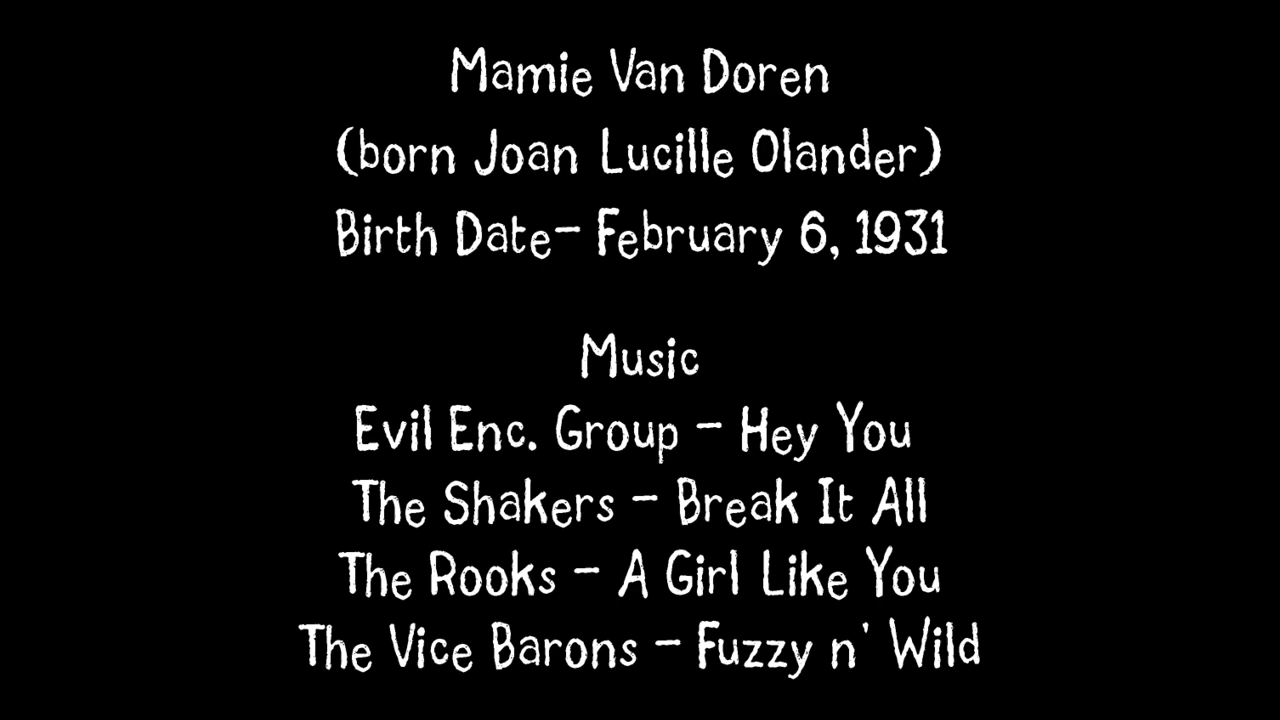 Mamie Van Doren
(born Joan Lucille Olander)
Birth Date- February 6, 1931
Music
Evil Enc. Group - Hey You
The Shakers - Break It All
The Rooks - A Girl Like You
The Vice Barons - Fuzzy n' Wild